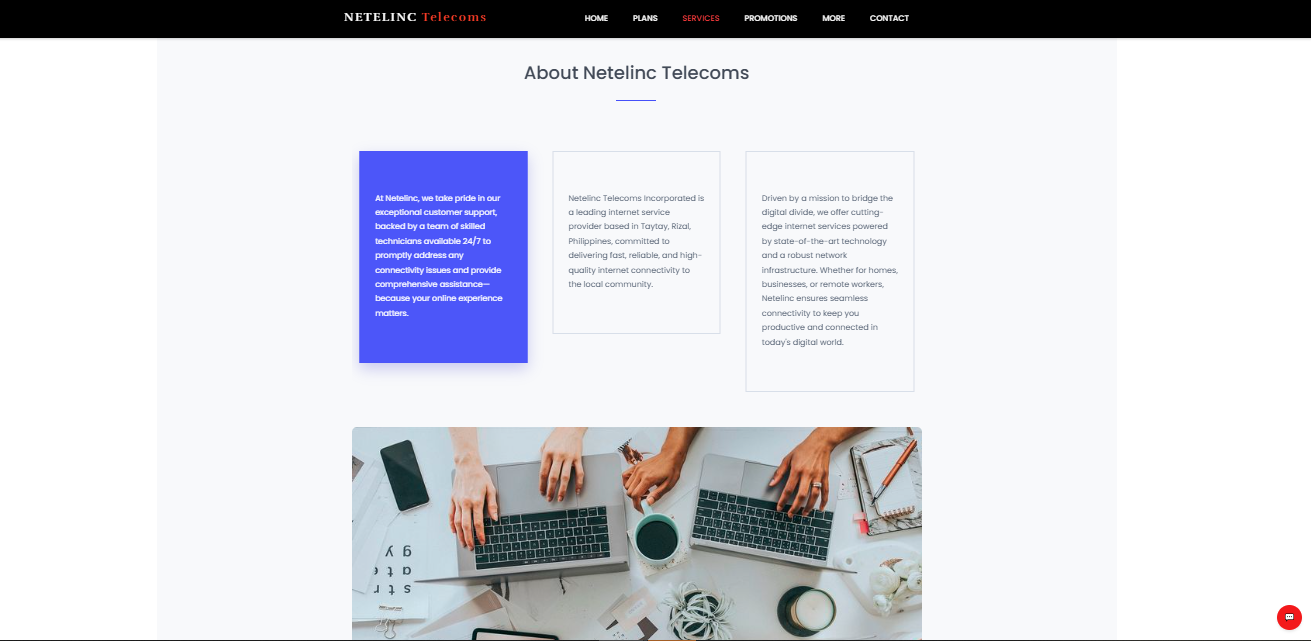 NETELINC Telecoms
HOME PLANS SERVICES PROMOTIONS MORE CONTACT
About Netelinc Telecoms
At Netelinc, we take pride in our
exceptional customer support,
backed by a team of skilled
technicians available 24/7 to
promptly address any
connectivity issues and provide
comprehensive assistance—
because your online experience
matters.
Netelinc Telecoms Incorporated is
a leading internet service
provider based in Taytay, Rizal,
Philippines, committed to
delivering fast, reliable, and high-
quality internet connectivity to
the local community.
Driven by a mission to bridge the
digital divide, we offer cutting-
edge internet services powered
by state-of-the-art technology
and a robust network
infrastructure. Whether for homes,
businesses, or remote workers,
Netelinc ensures seamless
connectivity to keep you
productive and connected in
today's digital world.